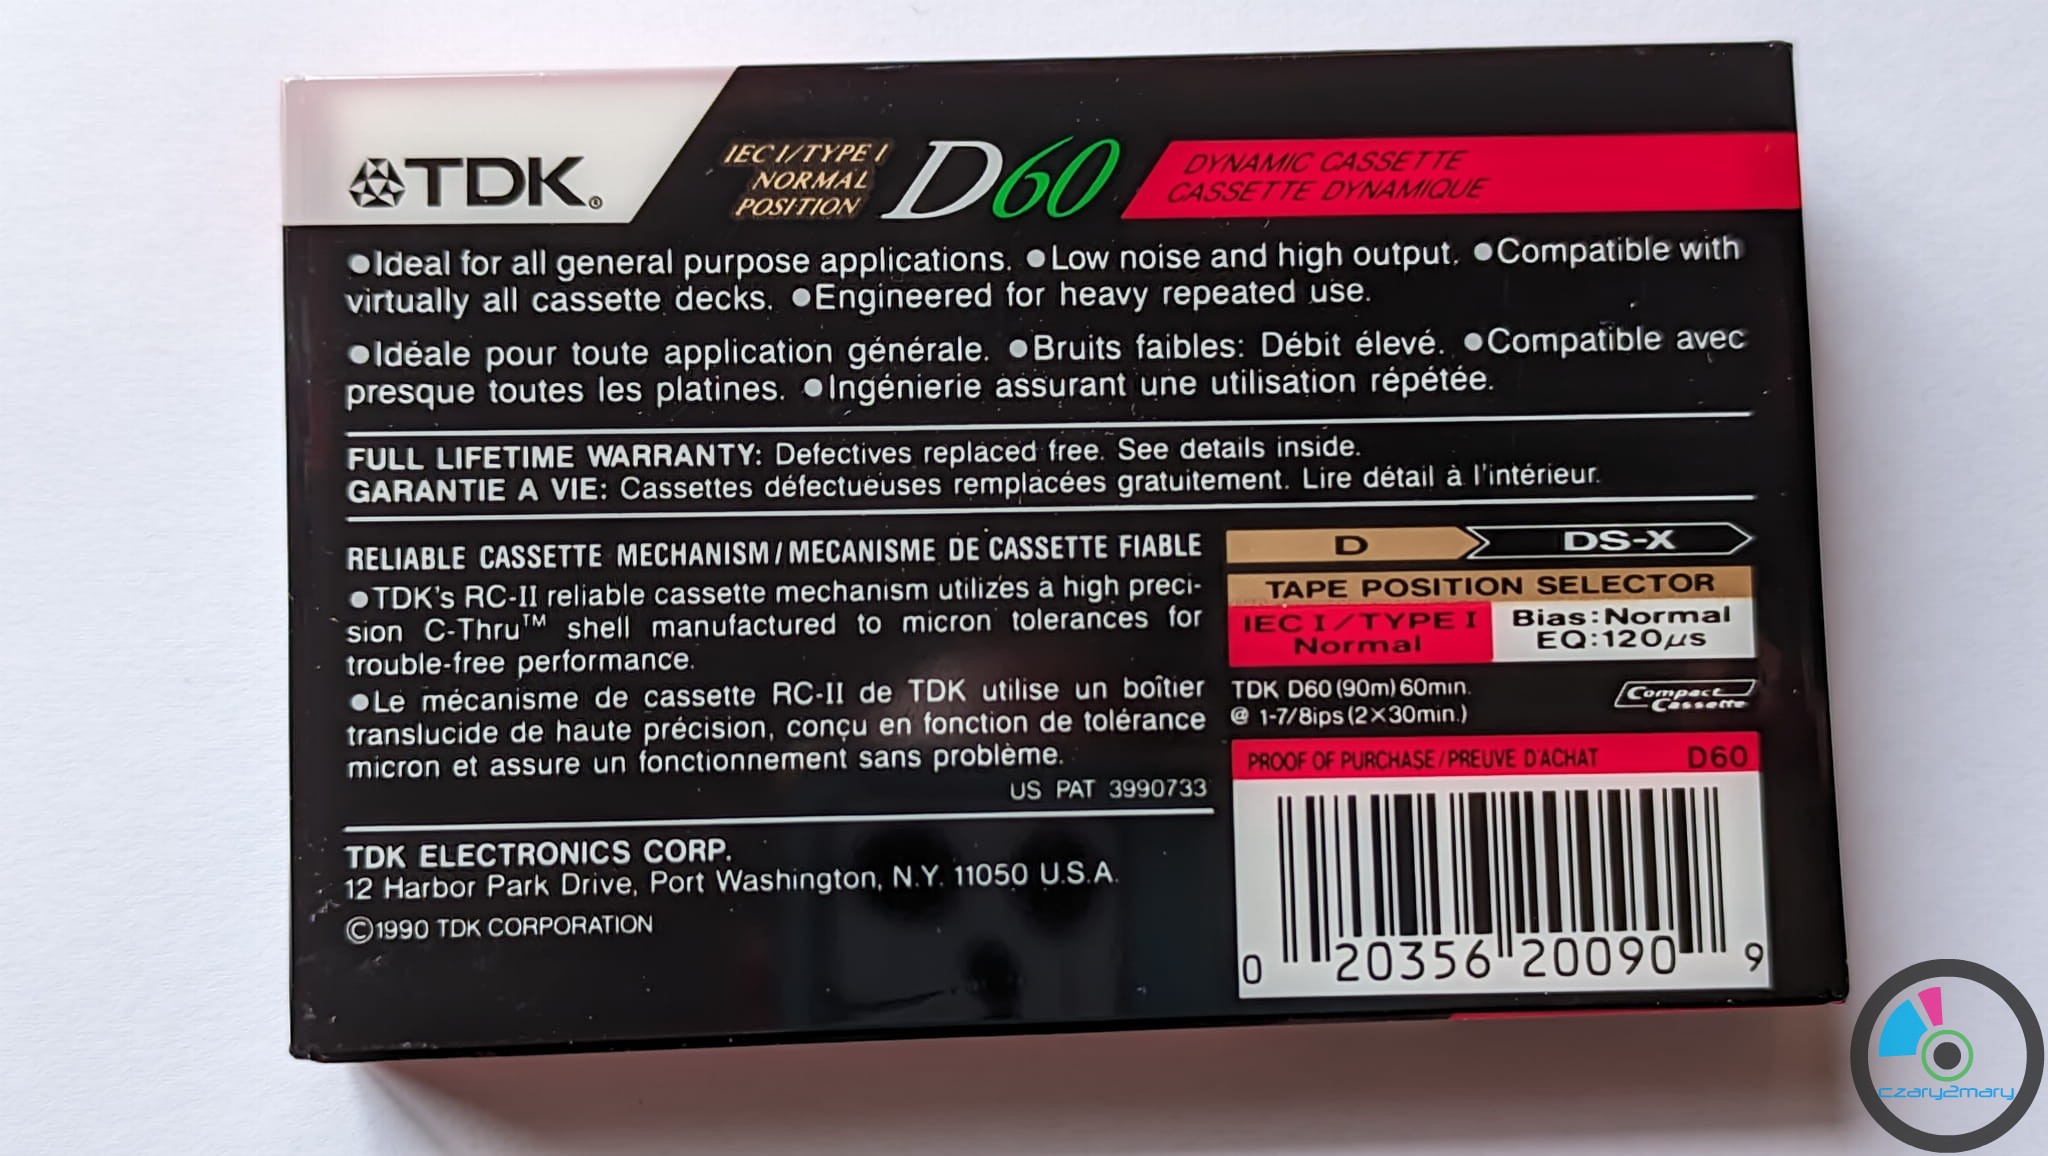 TDK®
IEC I/TYPE I
NORMAL
POSITION
D60
DYNAMIC CASSETTE
CASSETTE DYNAMIQUE
●Ideal for all general purpose applications. ●Low noise and high output. ●Compatible with
virtually all cassette decks. ●Engineered for heavy repeated use.
●Idéale pour toute application générale. ●Bruits faibles: Débit élevé. ●Compatible avec
presque toutes les platines. ●Ingénierie assurant une utilisation répétée.
FULL LIFETIME WARRANTY: Defectives replaced free. See details inside.
GARANTIE A VIE: Cassettes défectueuses remplacées gratuitement. Lire détail à l'intérieur.
RELIABLE CASSETTE MECHANISM/MECANISME DE CASSETTE FIABLE
●TDK's RC-II reliable cassette mechanism utilizes a high preci-
sion C-Thru™ shell manufactured to micron tolerances for
trouble-free performance.
●Le mécanisme de cassette RC-II de TDK utilise un boîtier
translucide de haute précision, conçu en fonction de tolérance
micron et assure un fonctionnement sans problème.
US PAT 3990733
TDK ELECTRONICS CORP.
12 Harbor Park Drive, Port Washington, N.Y. 11050 U.S.A.
©1990 TDK CORPORATION
D DS-X
TAPE POSITION SELECTOR
IEC I/TYPE I
Normal
Bias:Normal
EQ:120µs
TDK D60 (90m) 60min.
@ 1-7/8ips (2×30min.)
Compact
Cassette
PROOF OF PURCHASE/PREUVE D'ACHAT D60
0 20356 20090 9
czary2mary